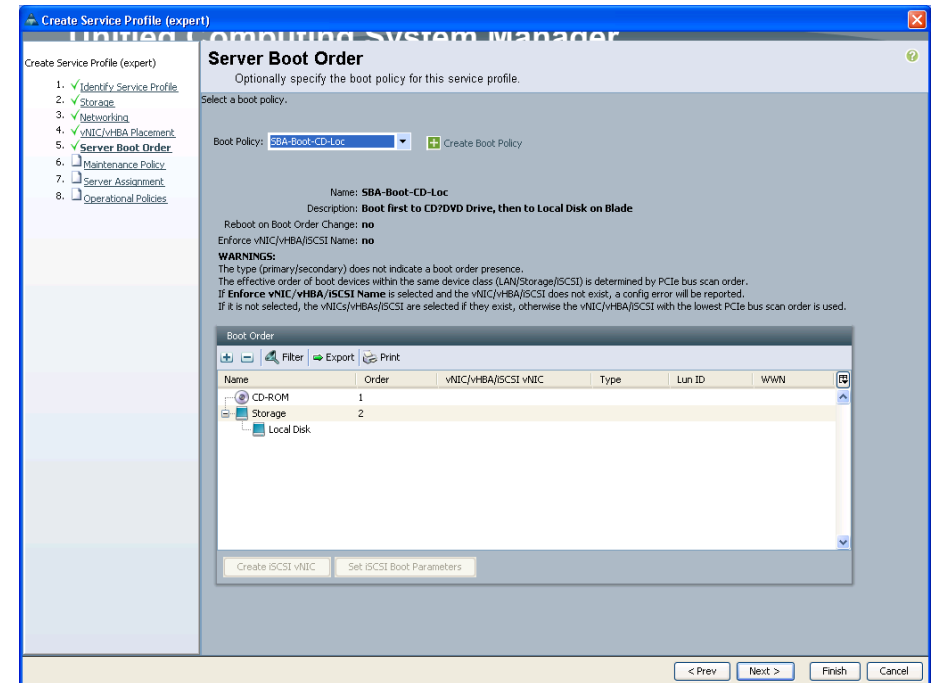 Create Service Profile (expert)
Unified Computing System Manager
Create Service Profile (expert)
1. Identify Service Profile
2. Storage
3. Networking
4. vNIC/vHBA Placement
5. Server Boot Order
6. Maintenance Policy
7. Server Assignment
8. Operational Policies
Server Boot Order
Optionally specify the boot policy for this service profile.
Select a boot policy.
Boot Policy: SBA-Boot-CD-Loc
Create Boot Policy
Name: SBA-Boot-CD-Loc
Description: Boot first to CD?DVD Drive, then to Local Disk on Blade
Reboot on Boot Order Change: no
Enforce vNIC/vHBA/iSCSI Name: no
WARNINGS:
The type (primary/secondary) does not indicate a boot order presence.
The effective order of boot devices within the same device class (LAN/Storage/iSCSI) is determined by PCIe bus scan order.
If Enforce vNIC/vHBA/iSCSI Name is selected and the vNIC/vHBA/iSCSI does not exist, a config error will be reported.
If it is not selected, the vNICs/vHBAs/iSCSI are selected if they exist, otherwise the vNIC/vHBA/iSCSI with the lowest PCIe bus scan order is used.
Boot Order
Filter Export Print
Name Order vNIC/vHBA/iSCSI vNIC Type Lun ID WWN
CD-ROM 1
Storage 2
Local Disk
Create iSCSI vNIC Set iSCSI Boot Parameters
< Prev Next > Finish Cancel